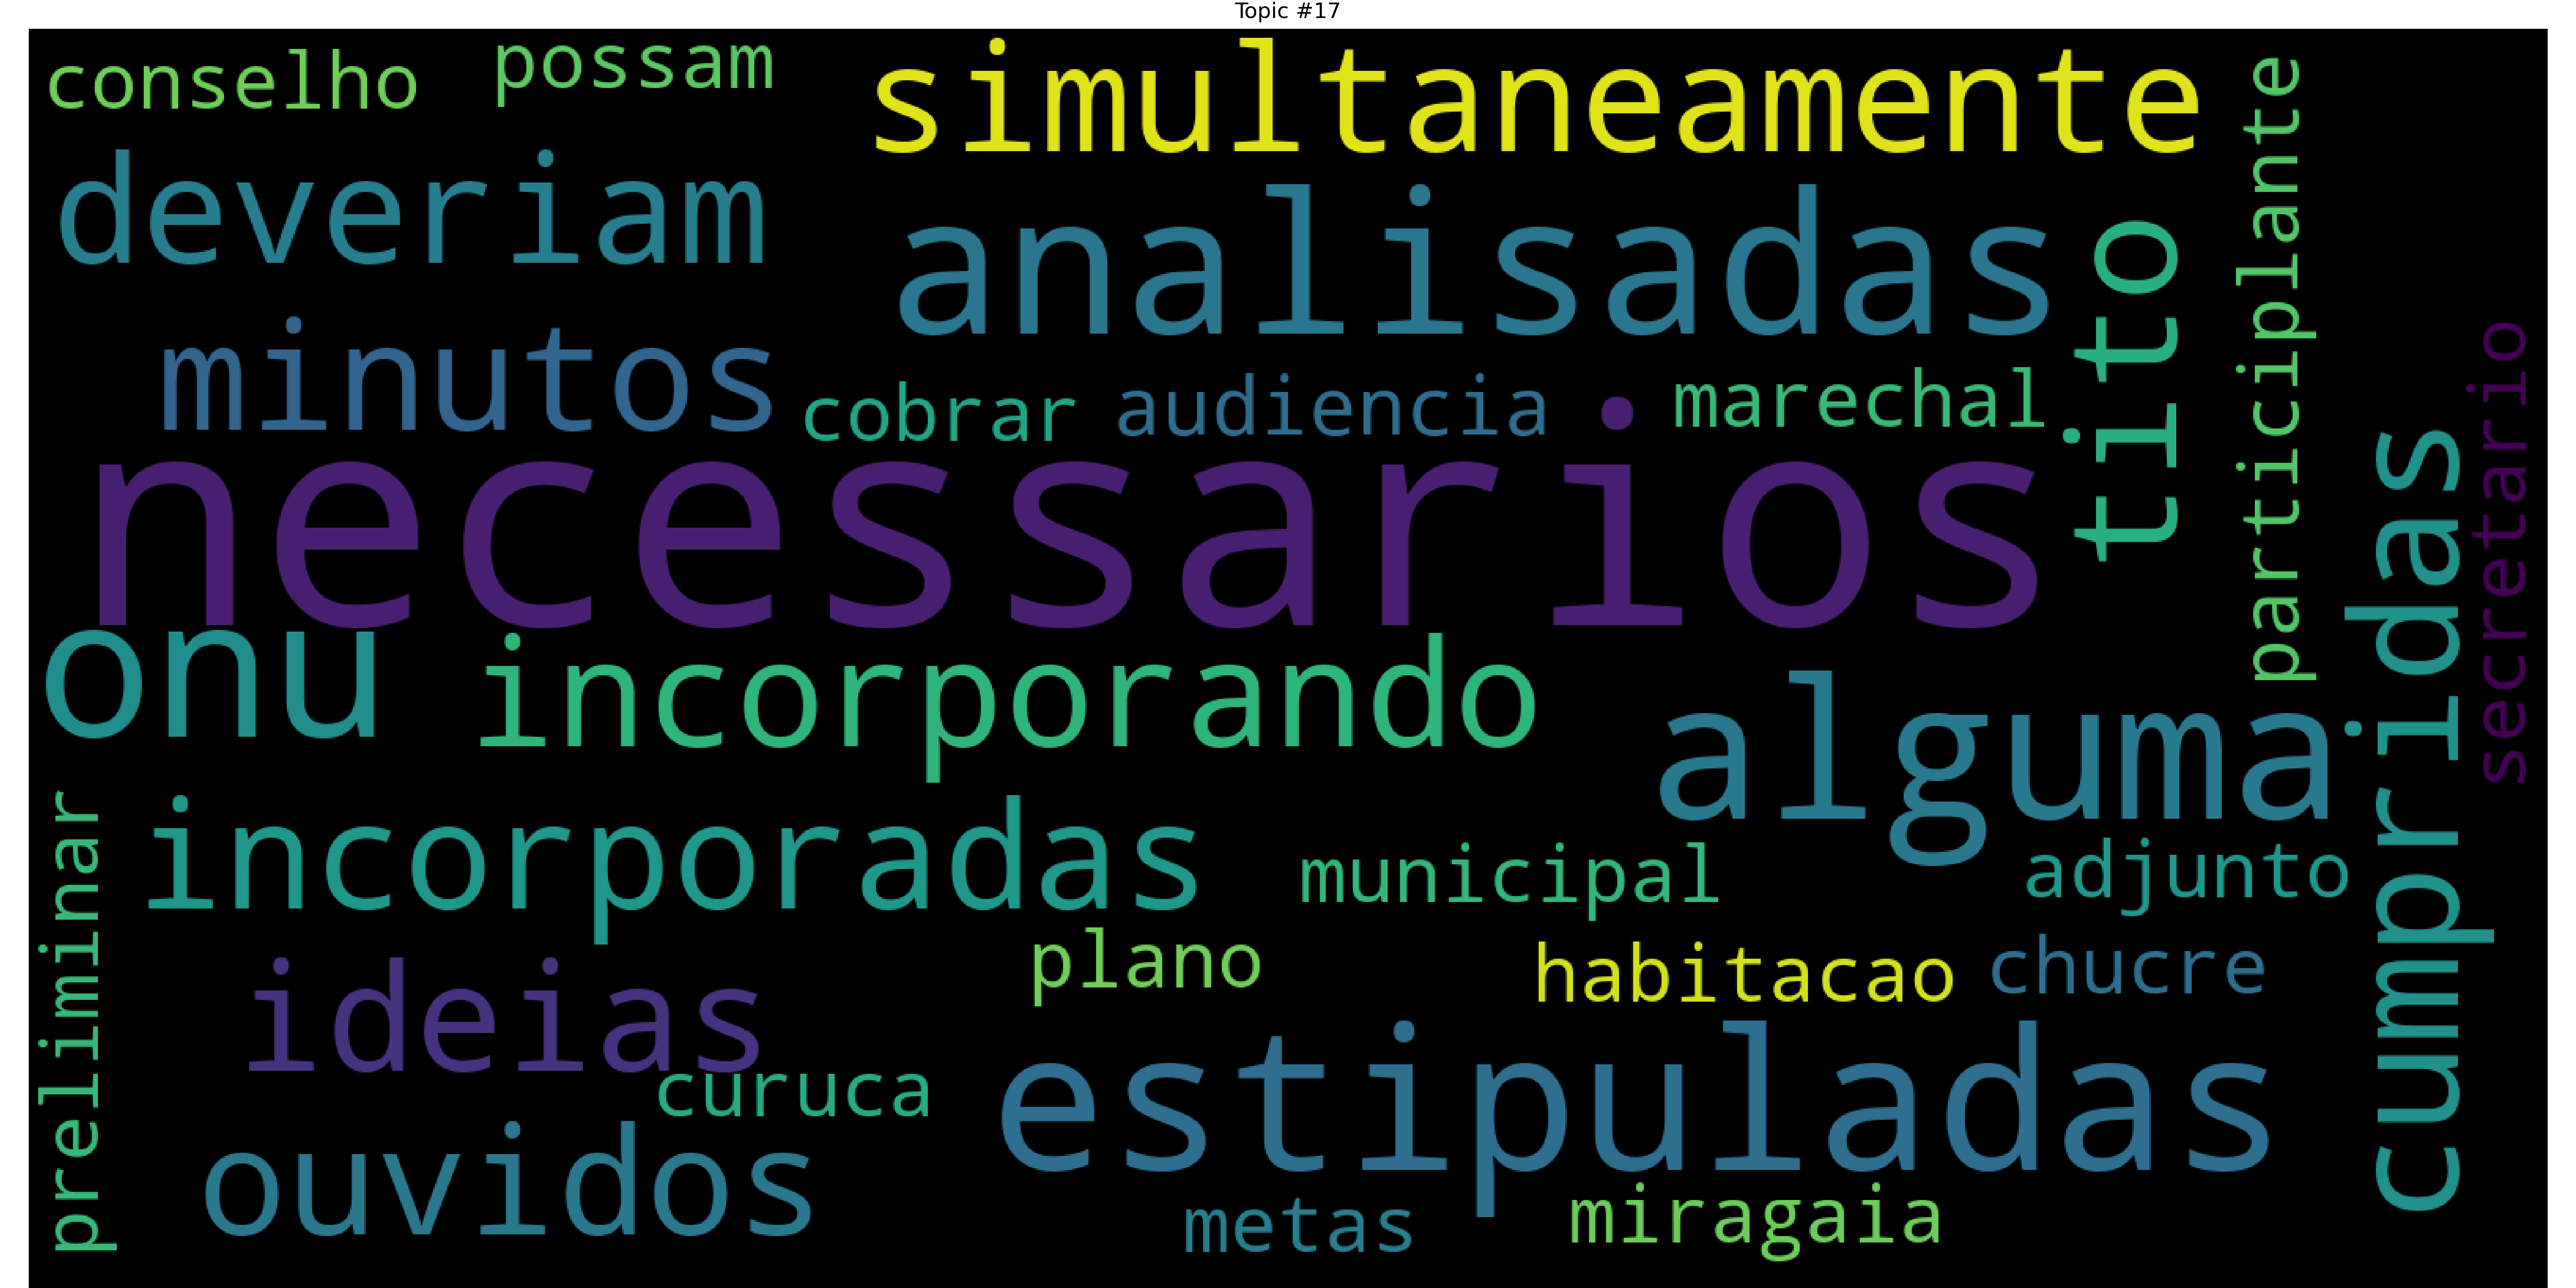 Topic #17
conselho
possam
simultaneamente
deveriam
analisadas
tito
participlante
minutos
cobrar
audiencia
marechal
secretario
necessarios
cumpridas
onu
incorporando
alguma
preliminar
incorporadas
municipal
adjunto
plano
habitacao
chucre
ideias
curuca
estipuladas
ouvidos
metas
miragaia